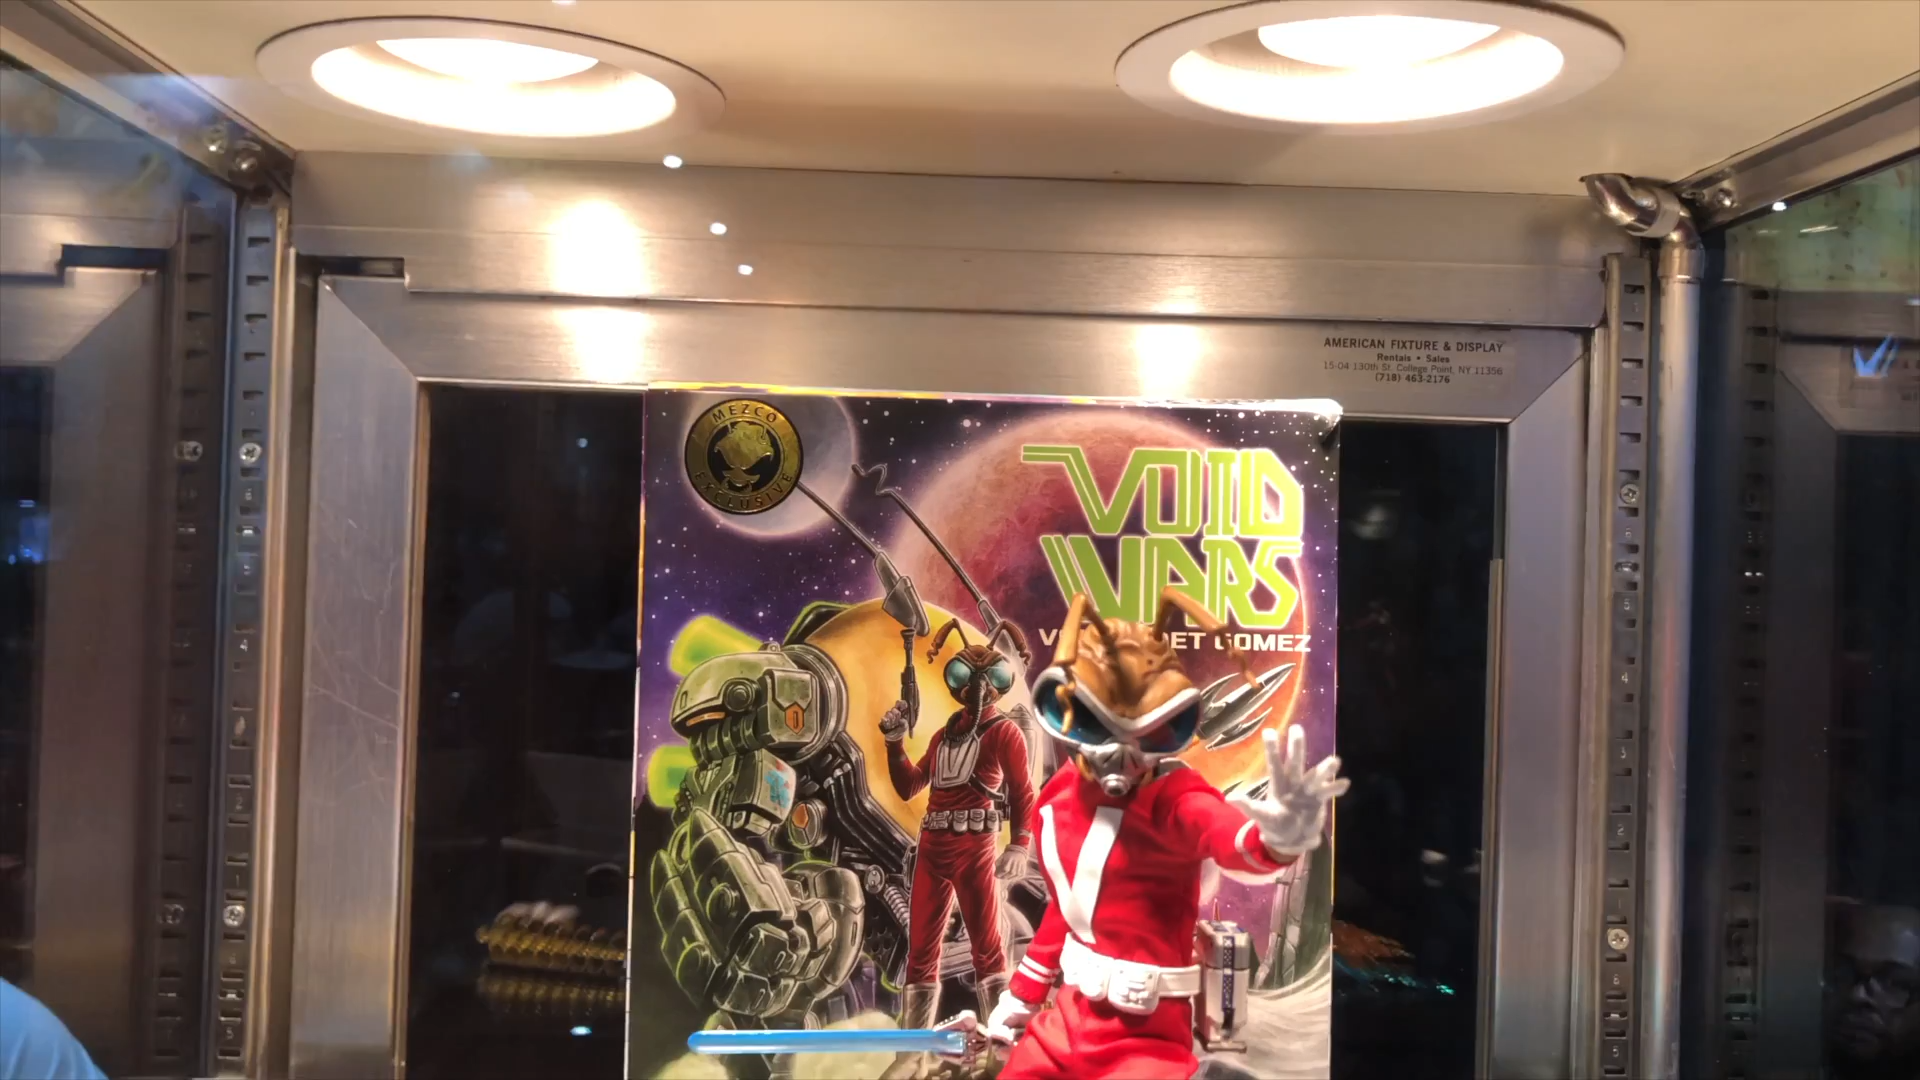 AMERICAN FIXTURE & DISPLAY
Rentals • Sales
15-04 130th St. College Point, NY 11356
(718) 463-2176
MEZCO
EXCLUSIVE
VOID
WARS
GOMEZ